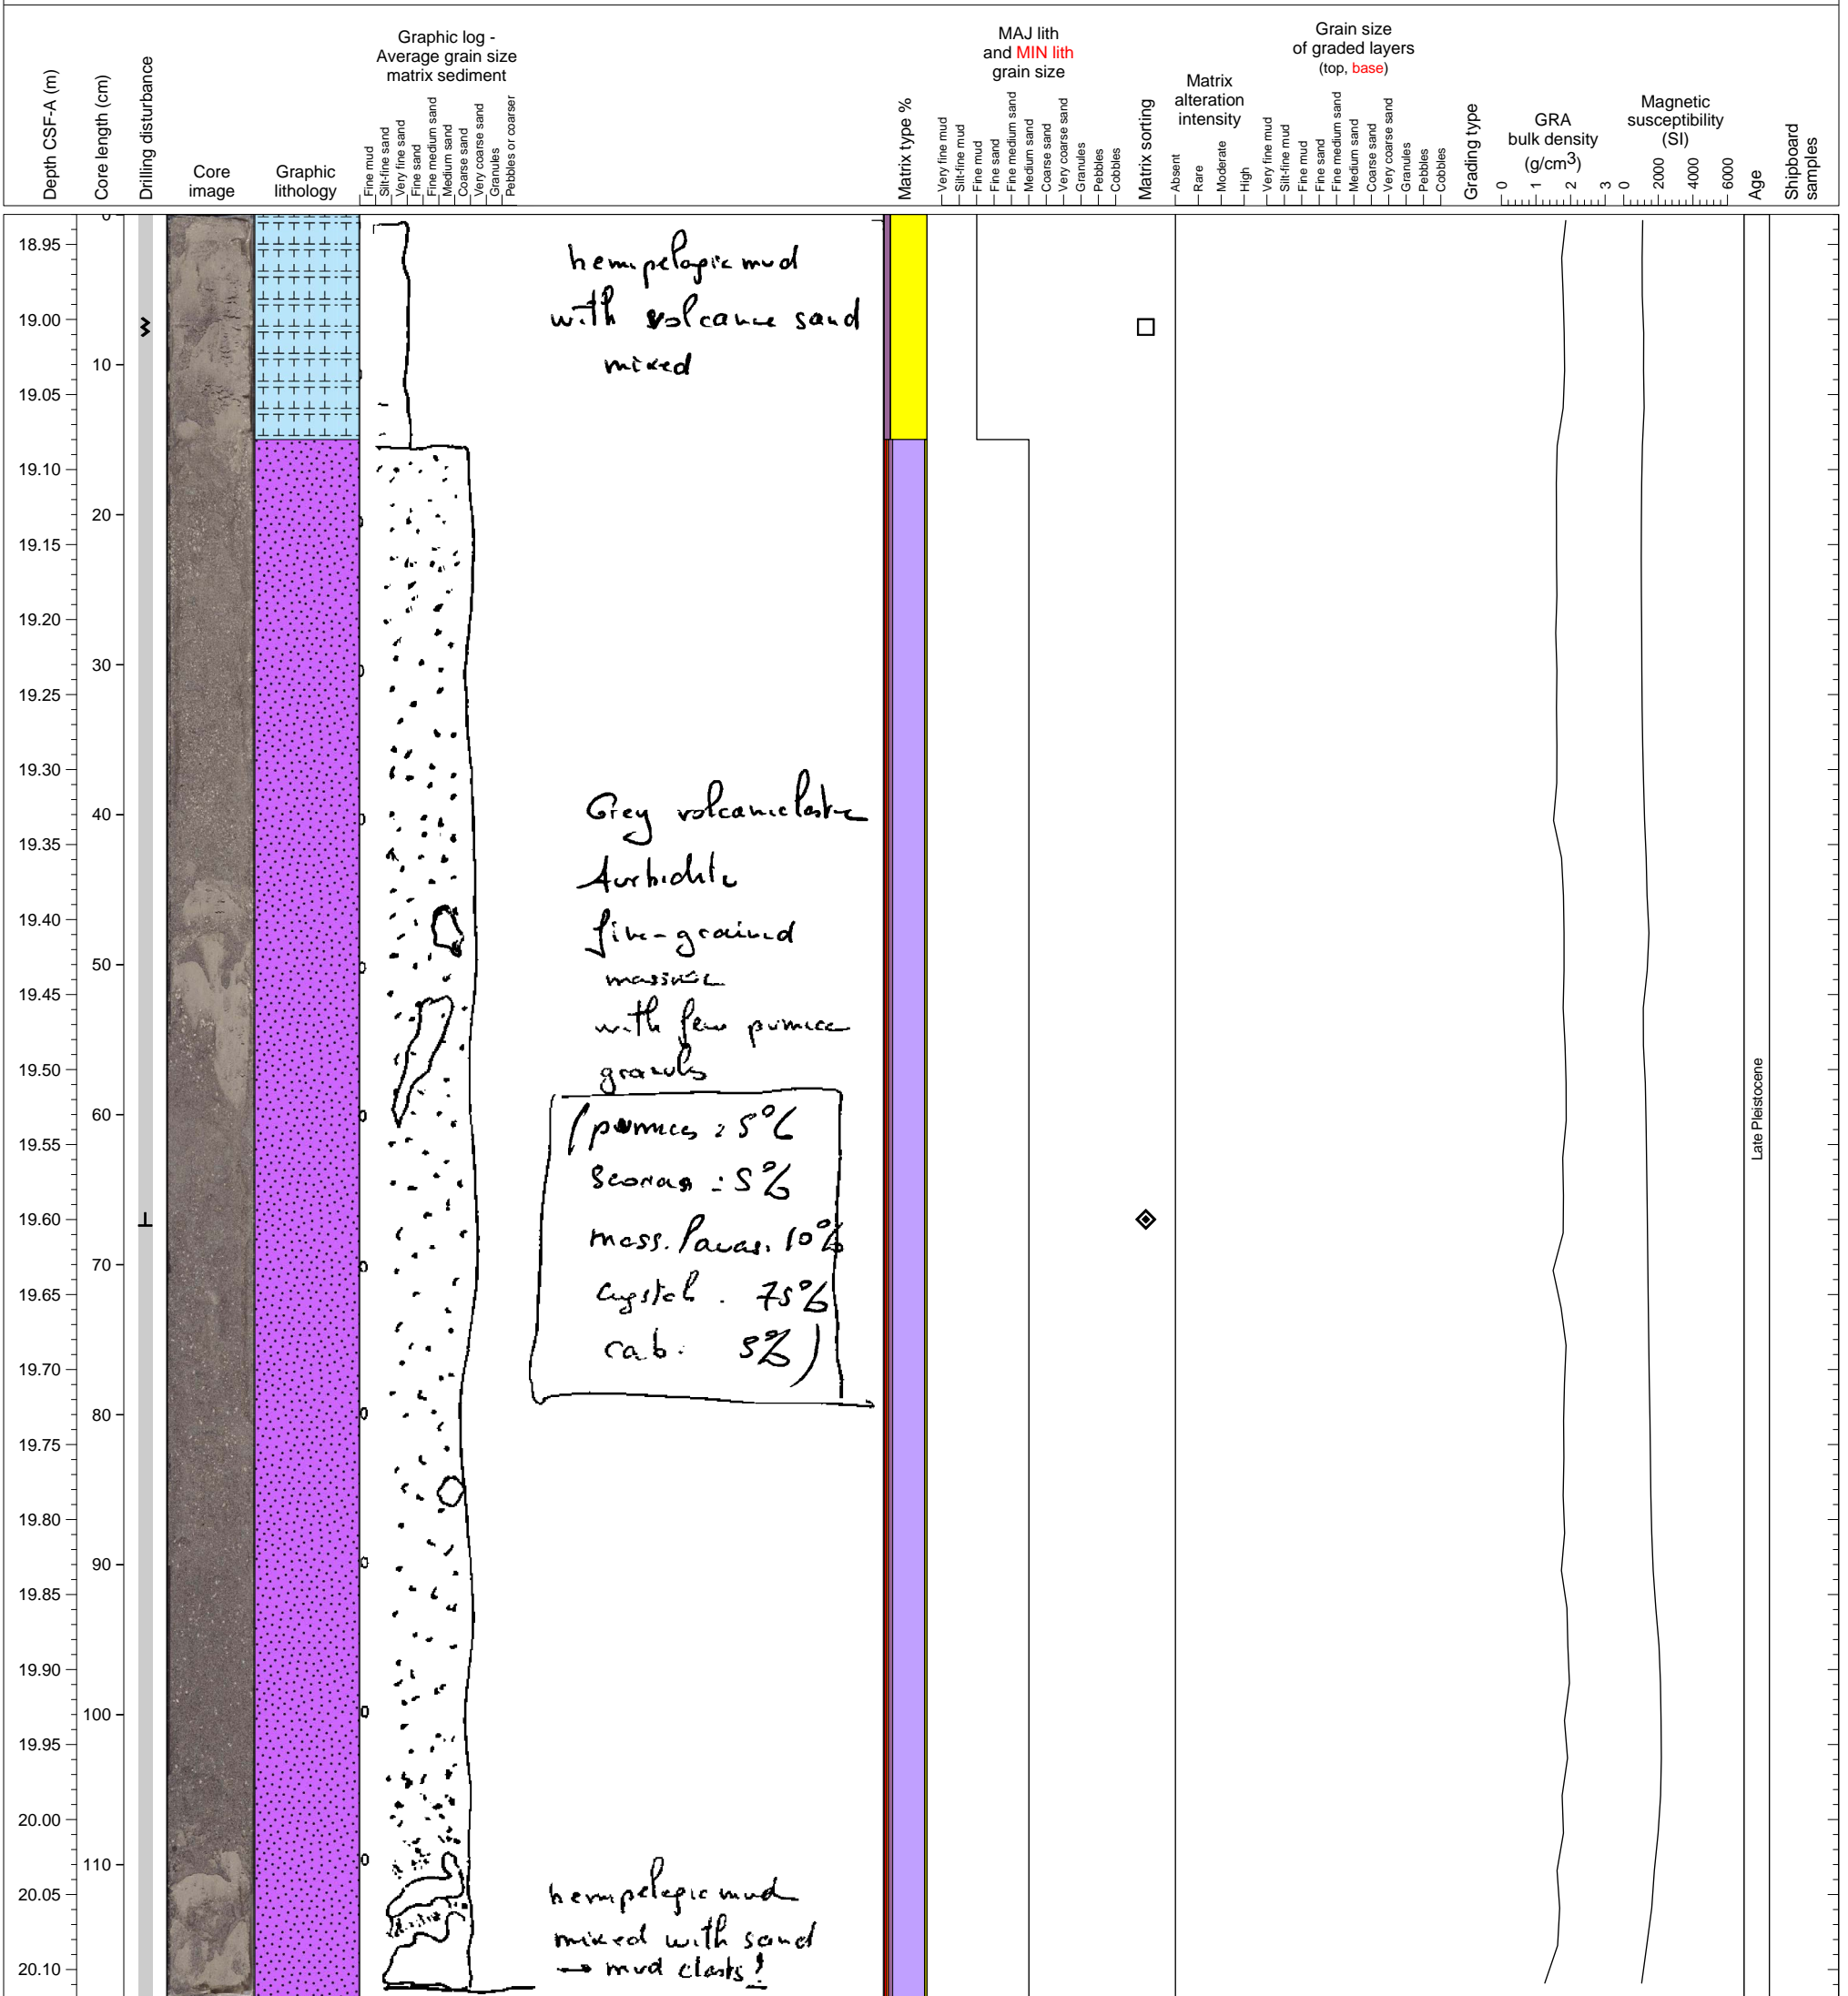 Depth CSF-A (m)
Core length (cm)
Drilling disturbance
Core
image
Graphic
lithology
Graphic log -
Average grain size
matrix sediment
Fine mud
Silt-fine sand
Very fine sand
Fine sand
Fine medium sand
Medium sand
Coarse sand
Very coarse sand
Granules
Pebbles or coarser
Matrix type %
MAJ lith
and MIN lith
grain size
Very fine mud
Silt-fine mud
Fine mud
Fine sand
Fine medium sand
Medium sand
Coarse sand
Very coarse sand
Granules
Pebbles
Cobbles
Matrix sorting
Matrix
alteration
intensity
Absent
Rare
Moderate
High
Grain size
of graded layers
(top, base)
Very fine mud
Silt-fine mud
Fine mud
Fine sand
Fine medium sand
Medium sand
Coarse sand
Very coarse sand
Granules
Pebbles
Cobbles
Grading type
GRA
bulk density
(g/cm3)
0 1 2 3
Magnetic
susceptibility
(SI)
0 2000 4000 6000
Age
Shipboard
samples
18.95
19.00
19.05
19.10
19.15
19.20
19.25
19.30
19.35
19.40
19.45
19.50
19.55
19.60
19.65
19.70
19.75
19.80
19.85
19.90
19.95
20.00
20.05
20.10
0
10
20
30
40
50
60
70
80
90
100
110
hemipelagic mud
with volcanic sand
mixed
Grey volcaniclastic
turbidite
fine-grained
massive
with few pumice
granules
(pumices : 5%
Scorias : 5%
mass. lavas. 10%
crystal . 75%
carb. 5%)
hemipelagic mud
mixed with sand
→ mud clasts!
Late Pleistocene